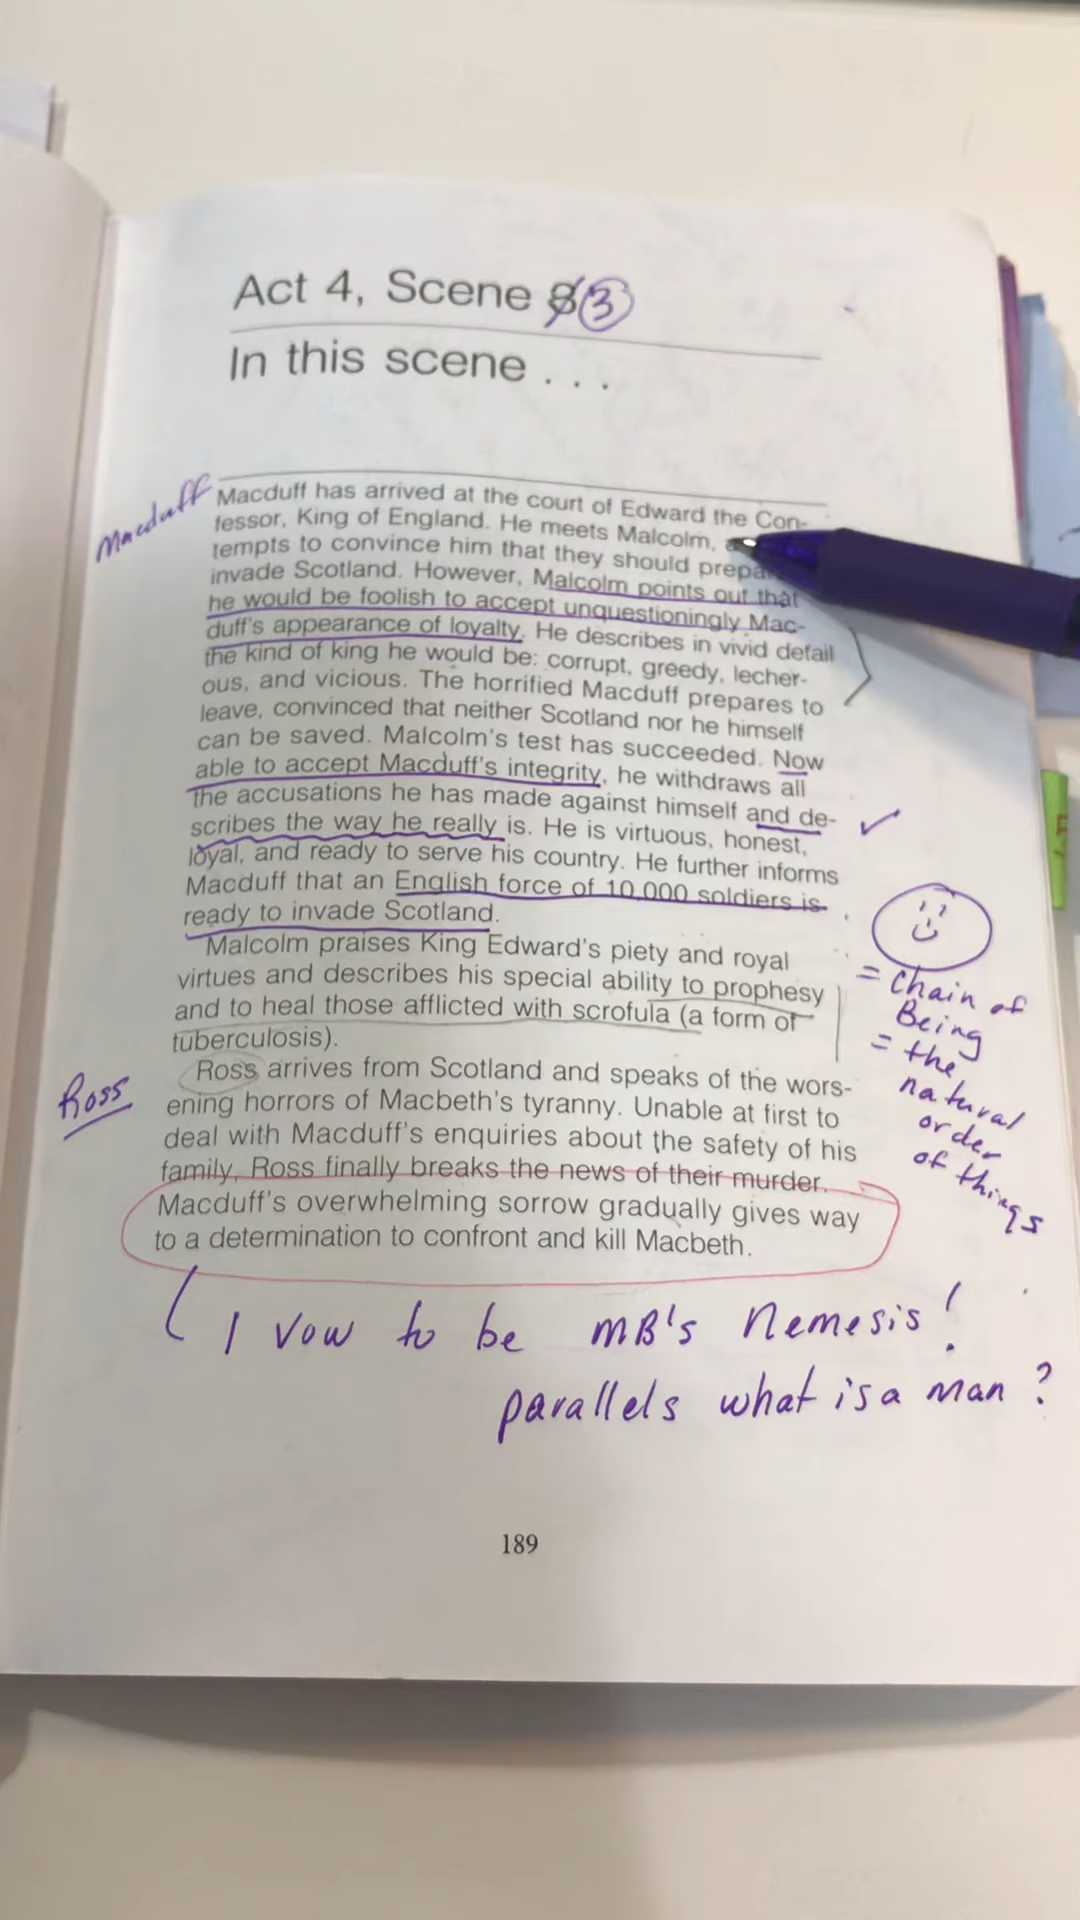 Act 4, Scene 8 3
In this scene . . .
Macduff
Macduff has arrived at the court of Edward the Con-
fessor, King of England. He meets Malcolm,
tempts to convince him that they should
invade Scotland. However, Malcolm points out that
he would be foolish to accept unquestioningly Mac-
duff's appearance of loyalty. He describes in vivid detail
the kind of king he would be: corrupt, greedy, lecher-
ous, and vicious. The horrified Macduff prepares to
leave, convinced that neither Scotland nor he himself
can be saved. Malcolm's test has succeeded. Now
able to accept Macduff's integrity, he withdraws all
the accusations he has made against himself and de-
scribes the way he really is. He is virtuous, honest,
loyal, and ready to serve his country. He further informs
Macduff that an English force of 10,000 soldiers is
ready to invade Scotland.
Malcolm praises King Edward's piety and royal
virtues and describes his special ability to prophesy
and to heal those afflicted with scrofula (a form of
tuberculosis).
= Chain of
Being
= the
natural
order
of things
Ross
Ross arrives from Scotland and speaks of the wors-
ening horrors of Macbeth's tyranny. Unable at first to
deal with Macduff's enquiries about the safety of his
family, Ross finally breaks the news of their murder.
Macduff's overwhelming sorrow gradually gives way
to a determination to confront and kill Macbeth.
I vow to be MB's Nemesis!
parallels what is a man?
189